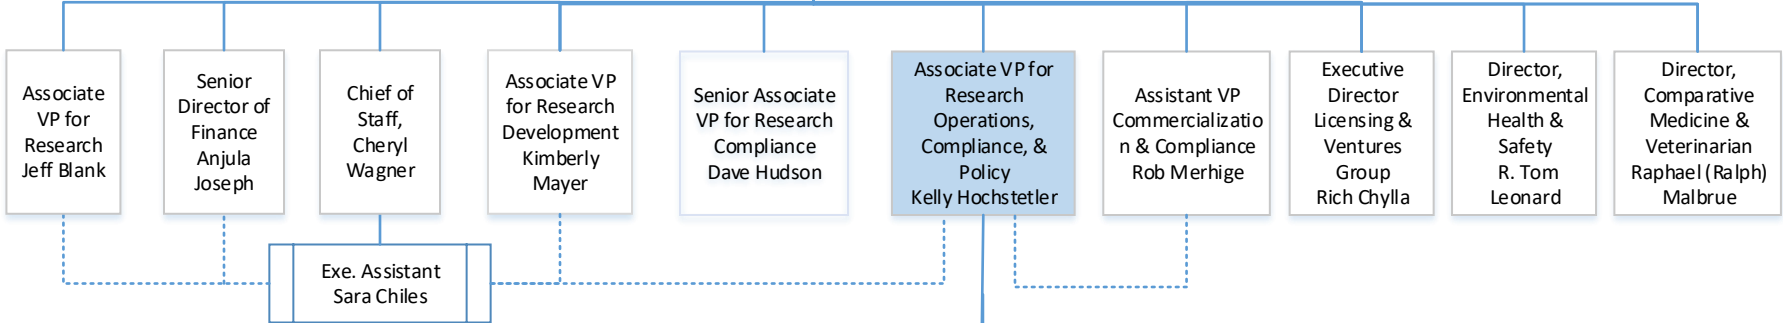 Associate
VP for
Research
Jeff Blank
Senior
Director of
Finance
Anjula
Joseph
Chief of
Staff,
Cheryl
Wagner
Associate VP
for Research
Development
Kimberly
Mayer
Senior Associate
VP for Research
Compliance
Dave Hudson
Associate VP for
Research
Operations,
Compliance, &
Policy
Kelly Hochstetler
Assistant VP
Commercializatio
n & Compliance
Rob Merhige
Executive
Director
Licensing &
Ventures
Group
Rich Chylla
Director,
Environmental
Health &
Safety
R. Tom
Leonard
Director,
Comparative
Medicine &
Veterinarian
Raphael (Ralph)
Malbrue
Exe. Assistant
Sara Chiles